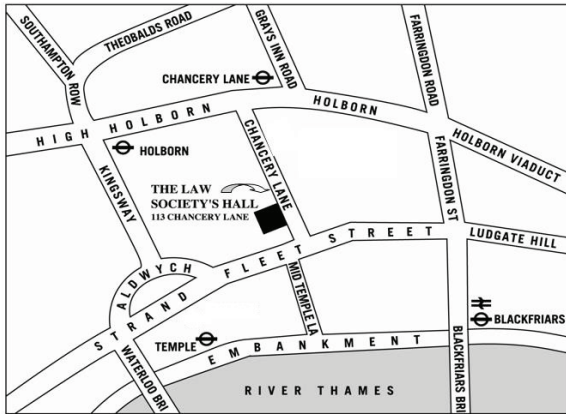 SOUTHAMPTON ROW
THEOBALDS ROAD
GRAYS INN ROAD
FARRINGDON ROAD
CHANCERY LANE
HIGH HOLBORN
HOLBORN
HOLBORN VIADUCT
HOLBORN
KINGSWAY
CHANCERY LANE
FARRINGDON ST
THE LAW
SOCIETY'S HALL
113 CHANCERY LANE
ALDWYCH
STRAND
FLEET STREET
LUDGATE HILL
MID TEMPLE LA
TEMPLE
BLACKFRIARS
EMBANKMENT
WATERLOO BRI
BLACKFRIARS BRI
RIVER THAMES